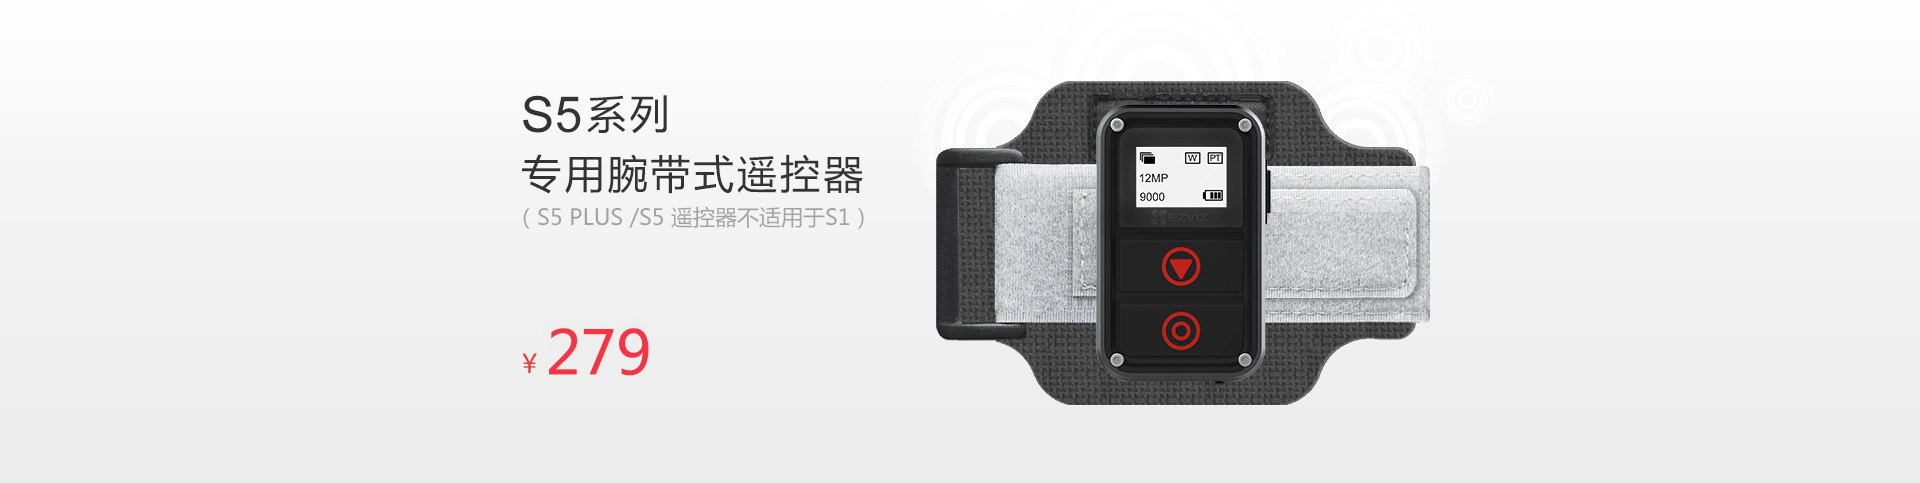 S5系列
专用腕带式遥控器
( S5 PLUS /S5 遥控器不适用于S1 )
¥ 279
W PT
12MP
9000
ezviz